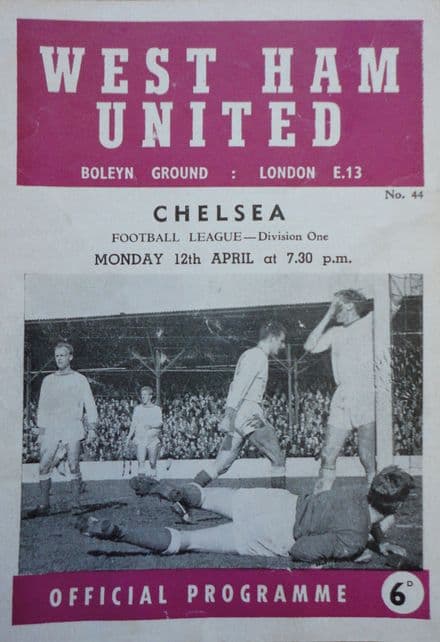 WEST HAM
UNITED
BOLEYN GROUND : LONDON E.13
No. 44
CHELSEA
FOOTBALL LEAGUE—Division One
MONDAY 12th APRIL at 7.30 p.m.
OFFICIAL PROGRAMME 6D